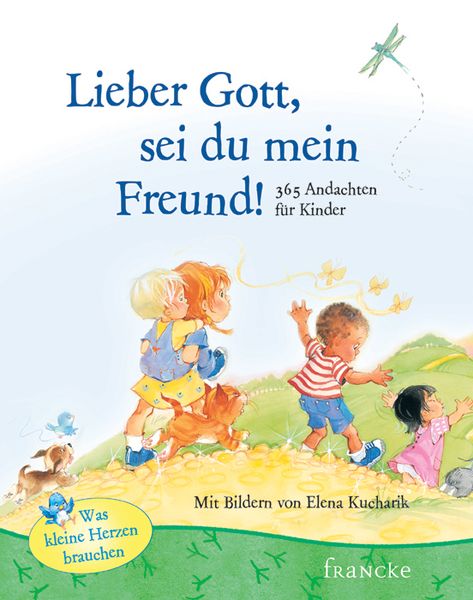 Lieber Gott,
sei du mein
Freund!
365 Andachten
für Kinder
Mit Bildern von Elena Kucharik
Was
kleine Herzen
brauchen
francke